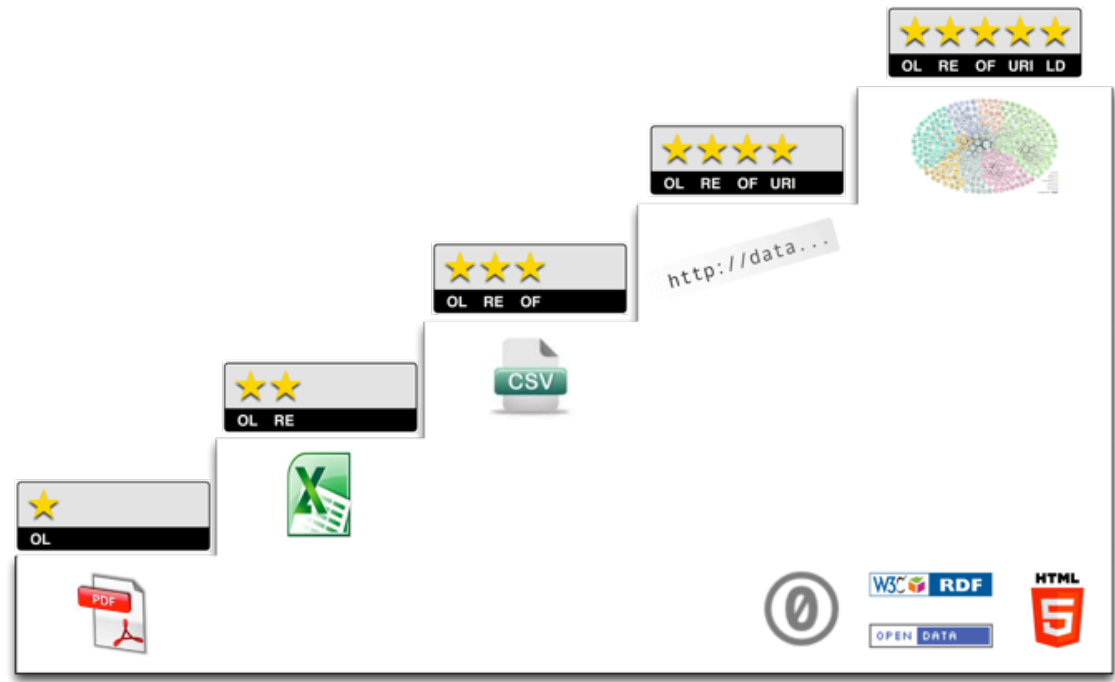 OL RE OF URI LD
OL RE OF URI
http://data...
OL RE OF
CSV
OL RE
X
OL
PDF
0
W3C RDF
OPEN DATA
HTML
5